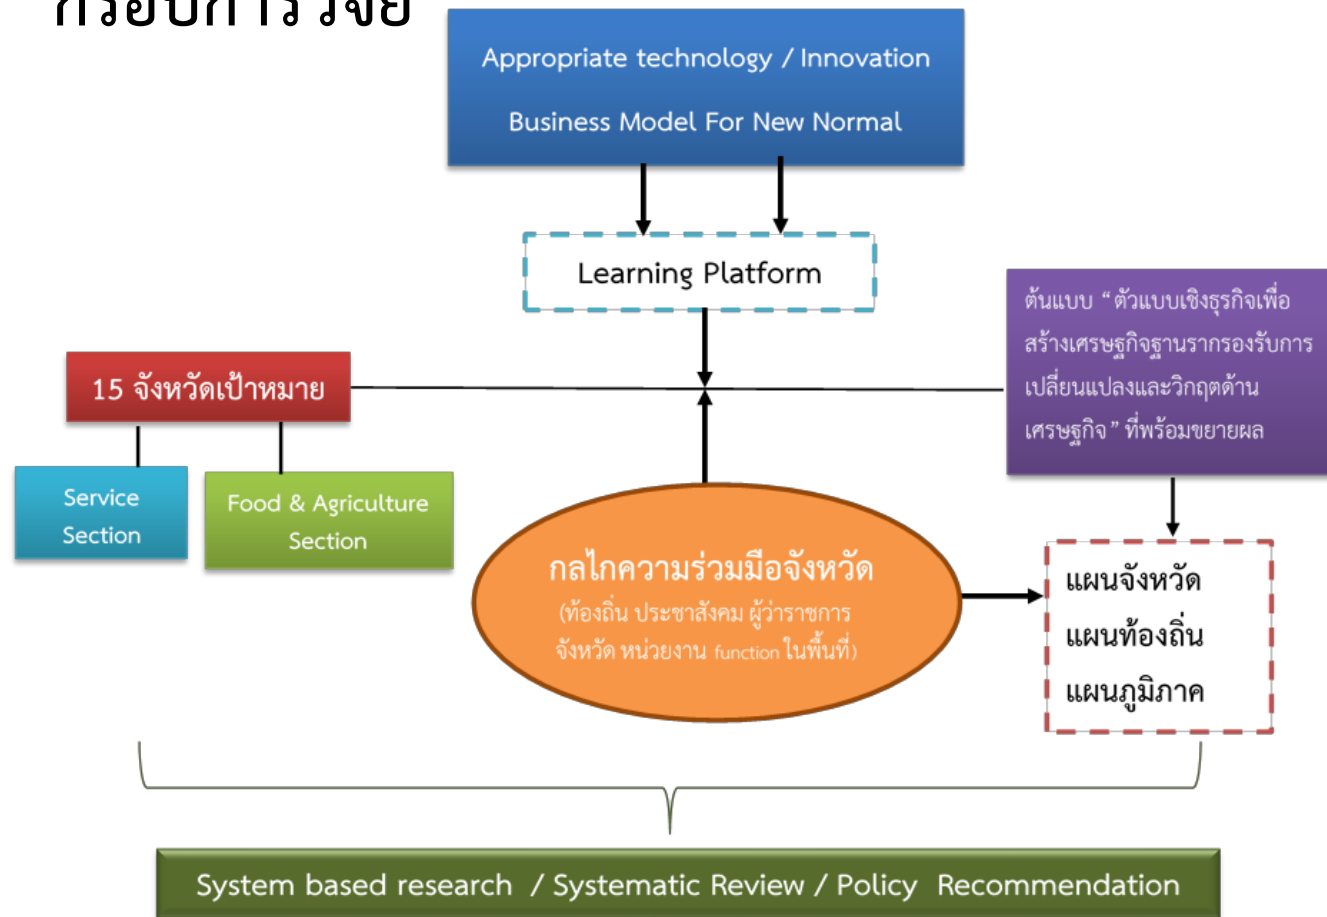 กรอบการวิจัย
Appropriate technology / Innovation
Business Model For New Normal
Learning Platform
ต้นแบบ “ตัวแบบเชิงธุรกิจเพื่อ
สร้างเศรษฐกิจฐานรากรองรับการ
เปลี่ยนแปลงและวิกฤตด้าน
เศรษฐกิจ” ที่พร้อมขยายผล
15 จังหวัดเป้าหมาย
Service
Section
Food & Agriculture
Section
กลไกความร่วมมือจังหวัด
(ท้องถิ่น ประชาสังคม ผู้ว่าราชการ
จังหวัด หน่วยงาน function ในพื้นที่)
แผนจังหวัด
แผนท้องถิ่น
แผนภูมิภาค
System based research / Systematic Review / Policy Recommendation